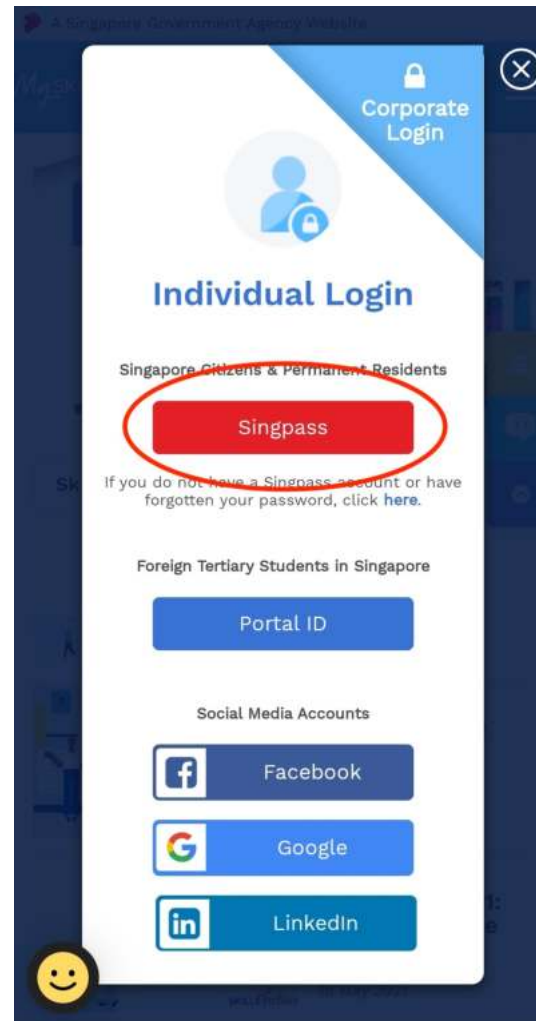 A Singapore Government Agency Website
Corporate
Login
Individual Login
Singapore Citizens & Permanent Residents
Singpass
If you do not have a Singpass account or have
forgotten your password, click here.
Foreign Tertiary Students in Singapore
Portal ID
Social Media Accounts
Facebook
Google
LinkedIn